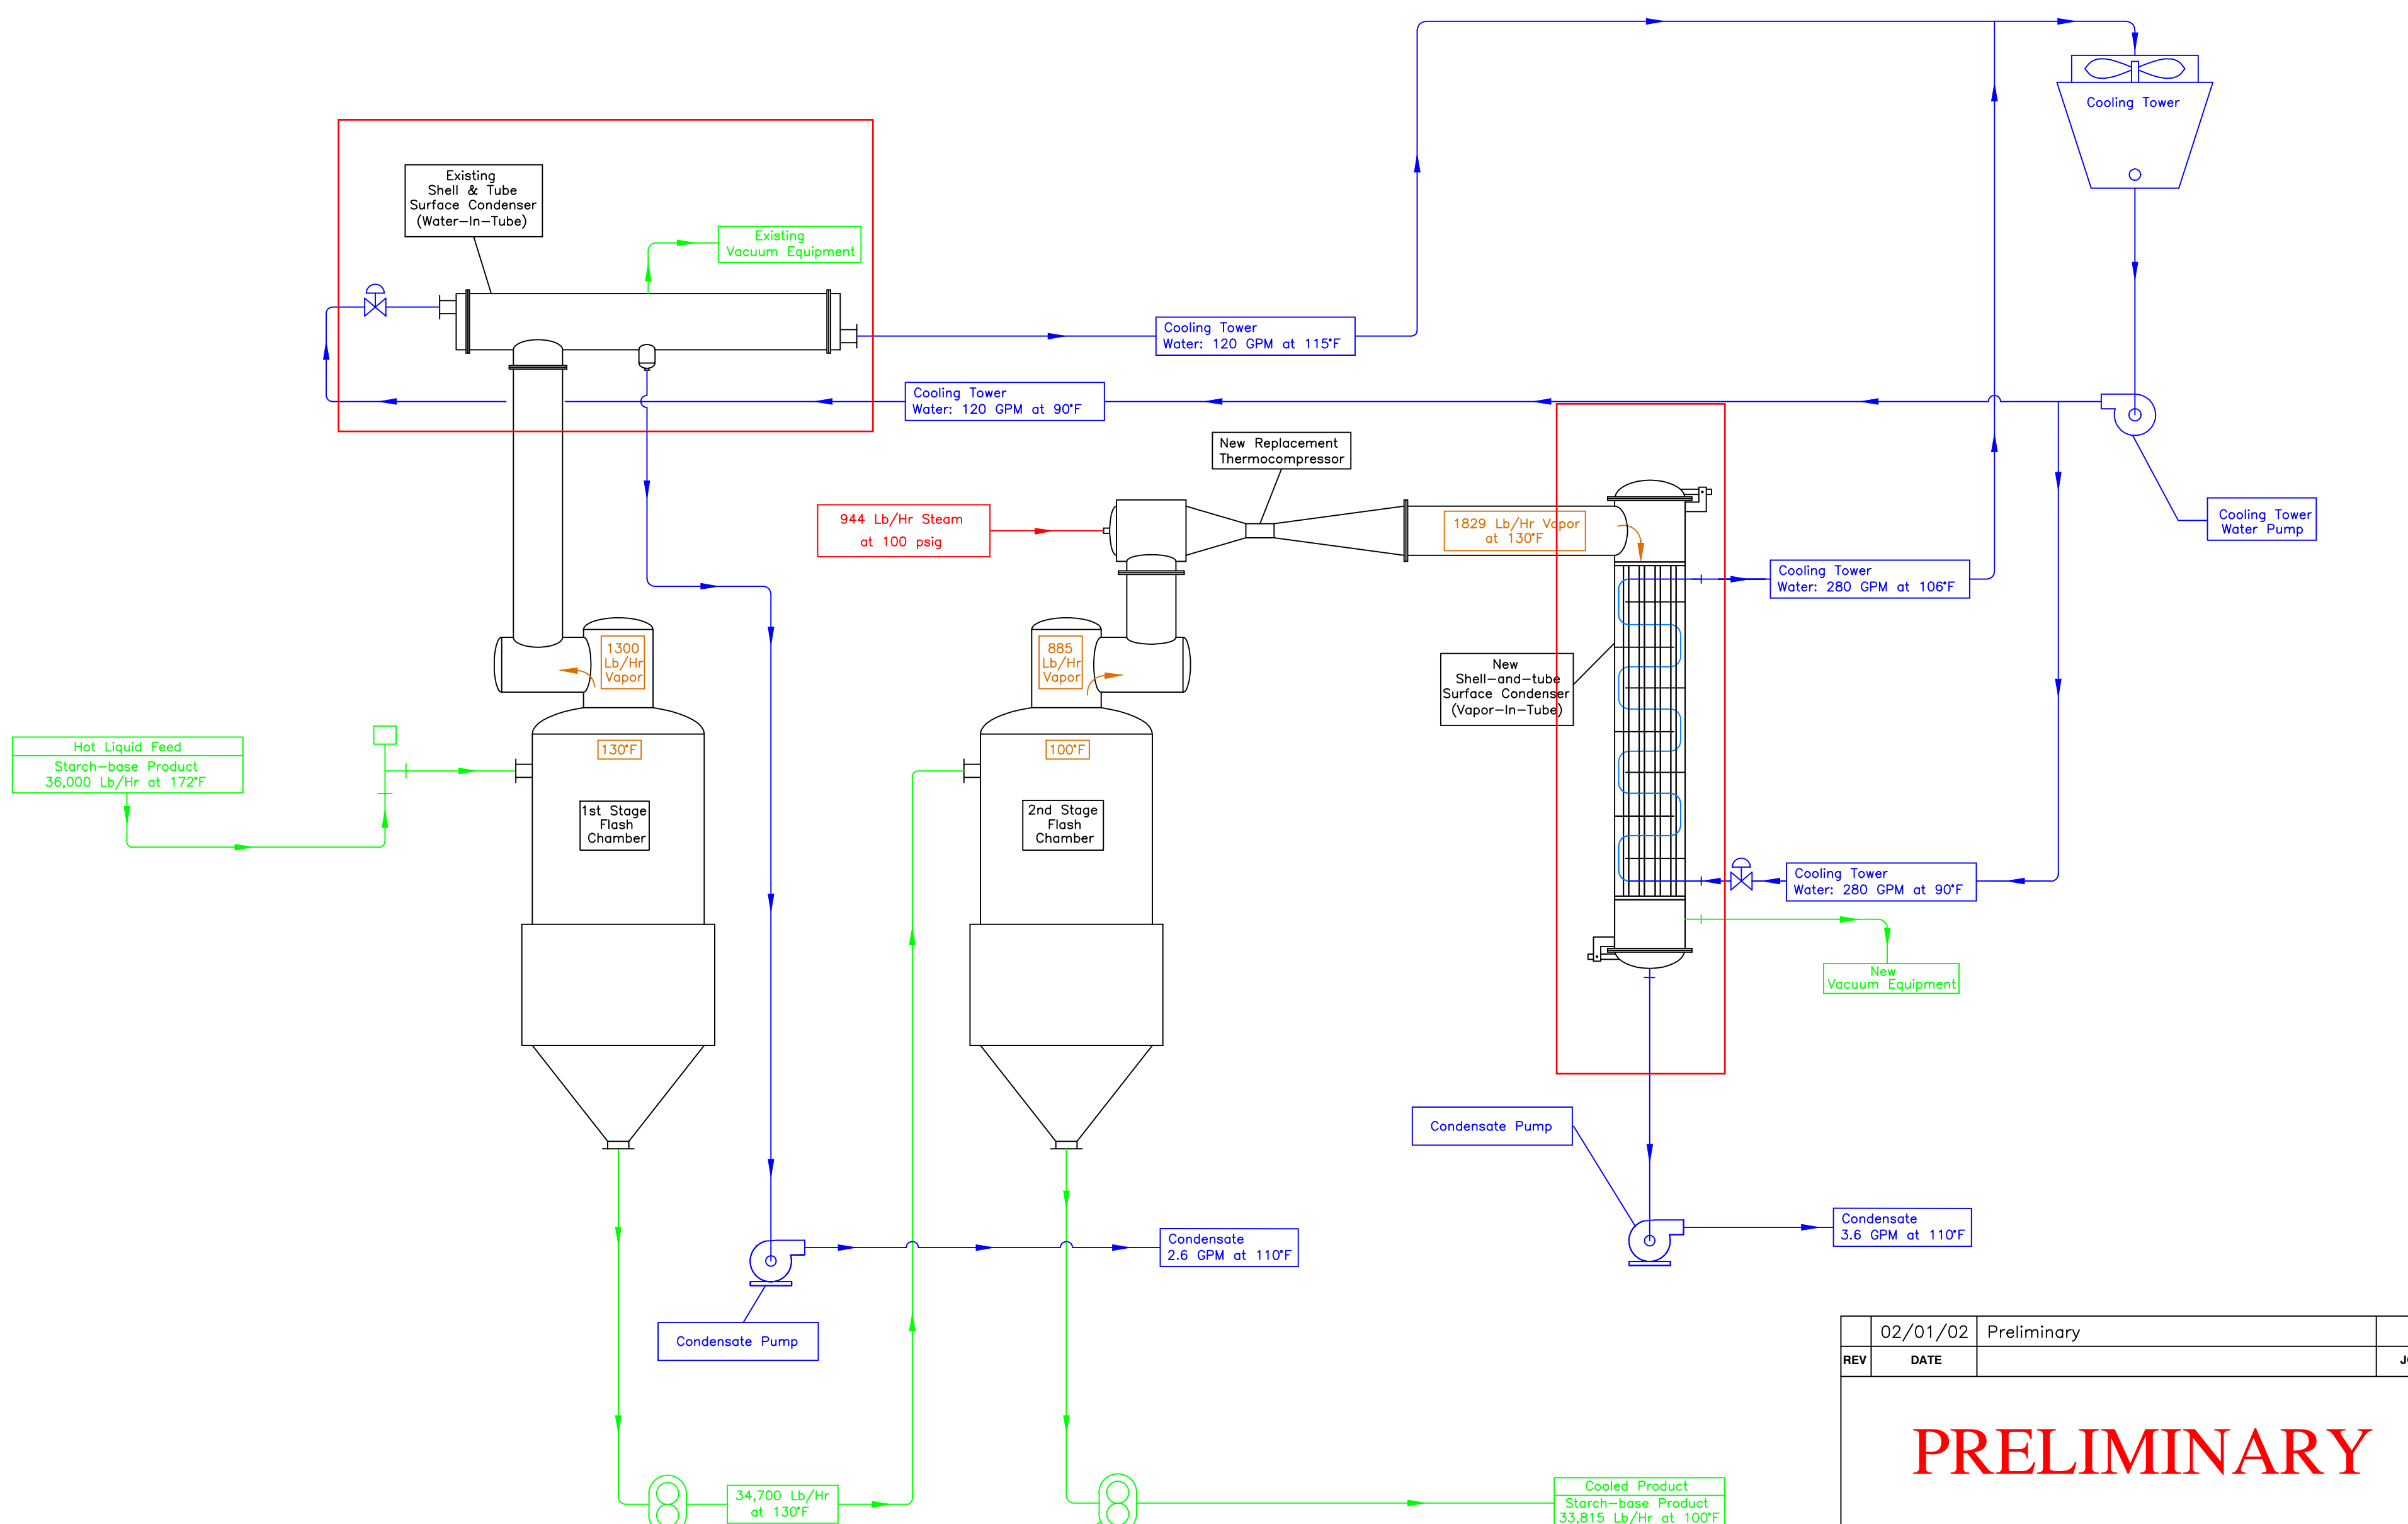 Cooling Tower
Existing
Shell & Tube
Surface Condenser
(Water-In-Tube)
Existing
Vacuum Equipment
Cooling Tower
Water: 120 GPM at 115°F
Cooling Tower
Water: 120 GPM at 90°F
New Replacement
Thermocompressor
944 Lb/Hr Steam
at 100 psig
1829 Lb/Hr Vapor
at 130°F
Cooling Tower
Water Pump
Cooling Tower
Water: 280 GPM at 106°F
1300
Lb/Hr
Vapor
885
Lb/Hr
Vapor
New
Shell-and-tube
Surface Condenser
(Vapor-In-Tube)
Hot Liquid Feed
Starch-base Product
36,000 Lb/Hr at 172°F
130°F
100°F
1st Stage
Flash
Chamber
2nd Stage
Flash
Chamber
Cooling Tower
Water: 280 GPM at 90°F
New
Vacuum Equipment
Condensate Pump
Condensate
2.6 GPM at 110°F
Condensate
3.6 GPM at 110°F
Condensate Pump
02/01/02 Preliminary
REV DATE
PRELIMINARY
34,700 Lb/Hr
at 130°F
Cooled Product
Starch-base Product
33,815 Lb/Hr at 100°F